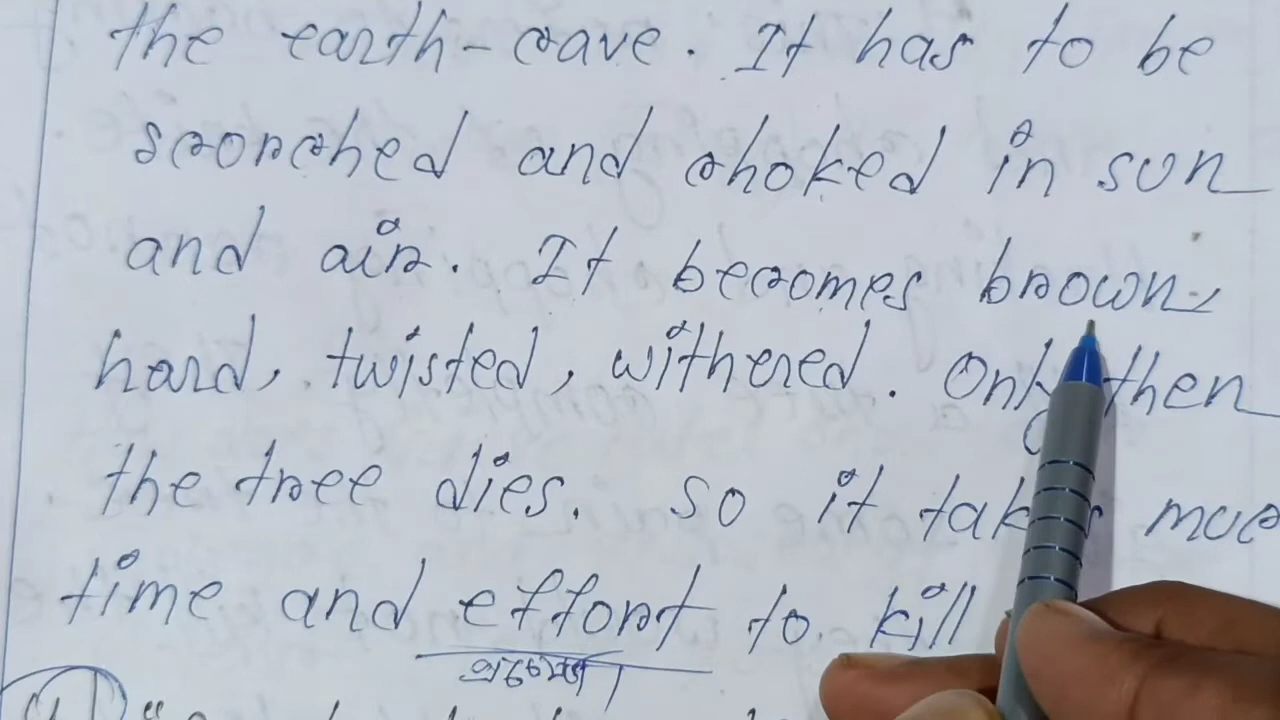 the earth-cave. It has to be
scorched and choked in sun
and air. It becomes brown,
hard, twisted, withered. Only then
the tree dies. So it takes
time and effort to kill
প্রচেষ্টা